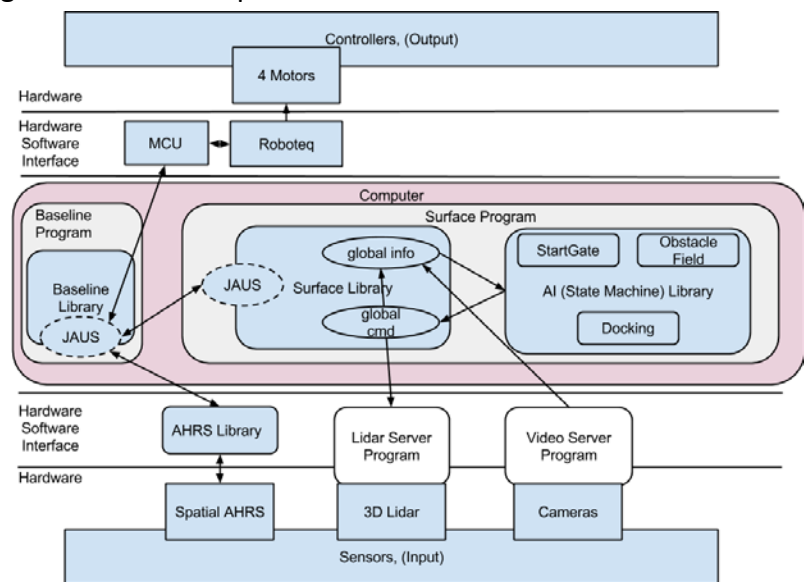 Controllers, (Output)
4 Motors
Hardware
Hardware
Software
Interface
MCU
Roboteq
Computer
Baseline
Program
Surface Program
Baseline
Library
JAUS
JAUS
Surface Library
global info
global
cmd
StartGate
Obstacle
Field
AI (State Machine) Library
Docking
Hardware
Software
Interface
AHRS Library
Lidar Server
Program
Video Server
Program
Hardware
Spatial AHRS
3D Lidar
Cameras
Sensors, (Input)